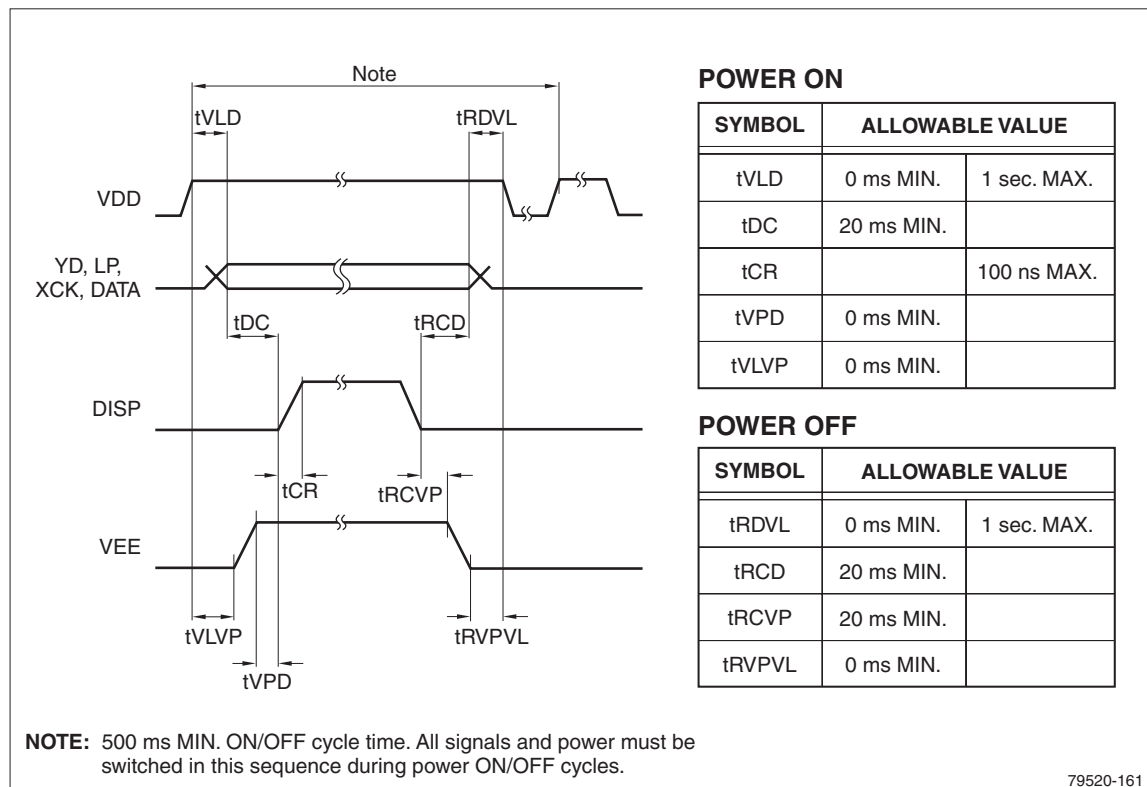 Note
tVLD
tRDVL
VDD
YD, LP,
XCK, DATA
tDC
tRCD
DISP
tCR
tRCVP
VEE
tVLVP
tRVPVL
tVPD
POWER ON
SYMBOL ALLOWABLE VALUE
tVLD 0 ms MIN. 1 sec. MAX.
tDC 20 ms MIN.
tCR 100 ns MAX.
tVPD 0 ms MIN.
tVLVP 0 ms MIN.
POWER OFF
SYMBOL ALLOWABLE VALUE
tRDVL 0 ms MIN. 1 sec. MAX.
tRCD 20 ms MIN.
tRCVP 20 ms MIN.
tRVPVL 0 ms MIN.
NOTE: 500 ms MIN. ON/OFF cycle time. All signals and power must be
switched in this sequence during power ON/OFF cycles.
79520-161